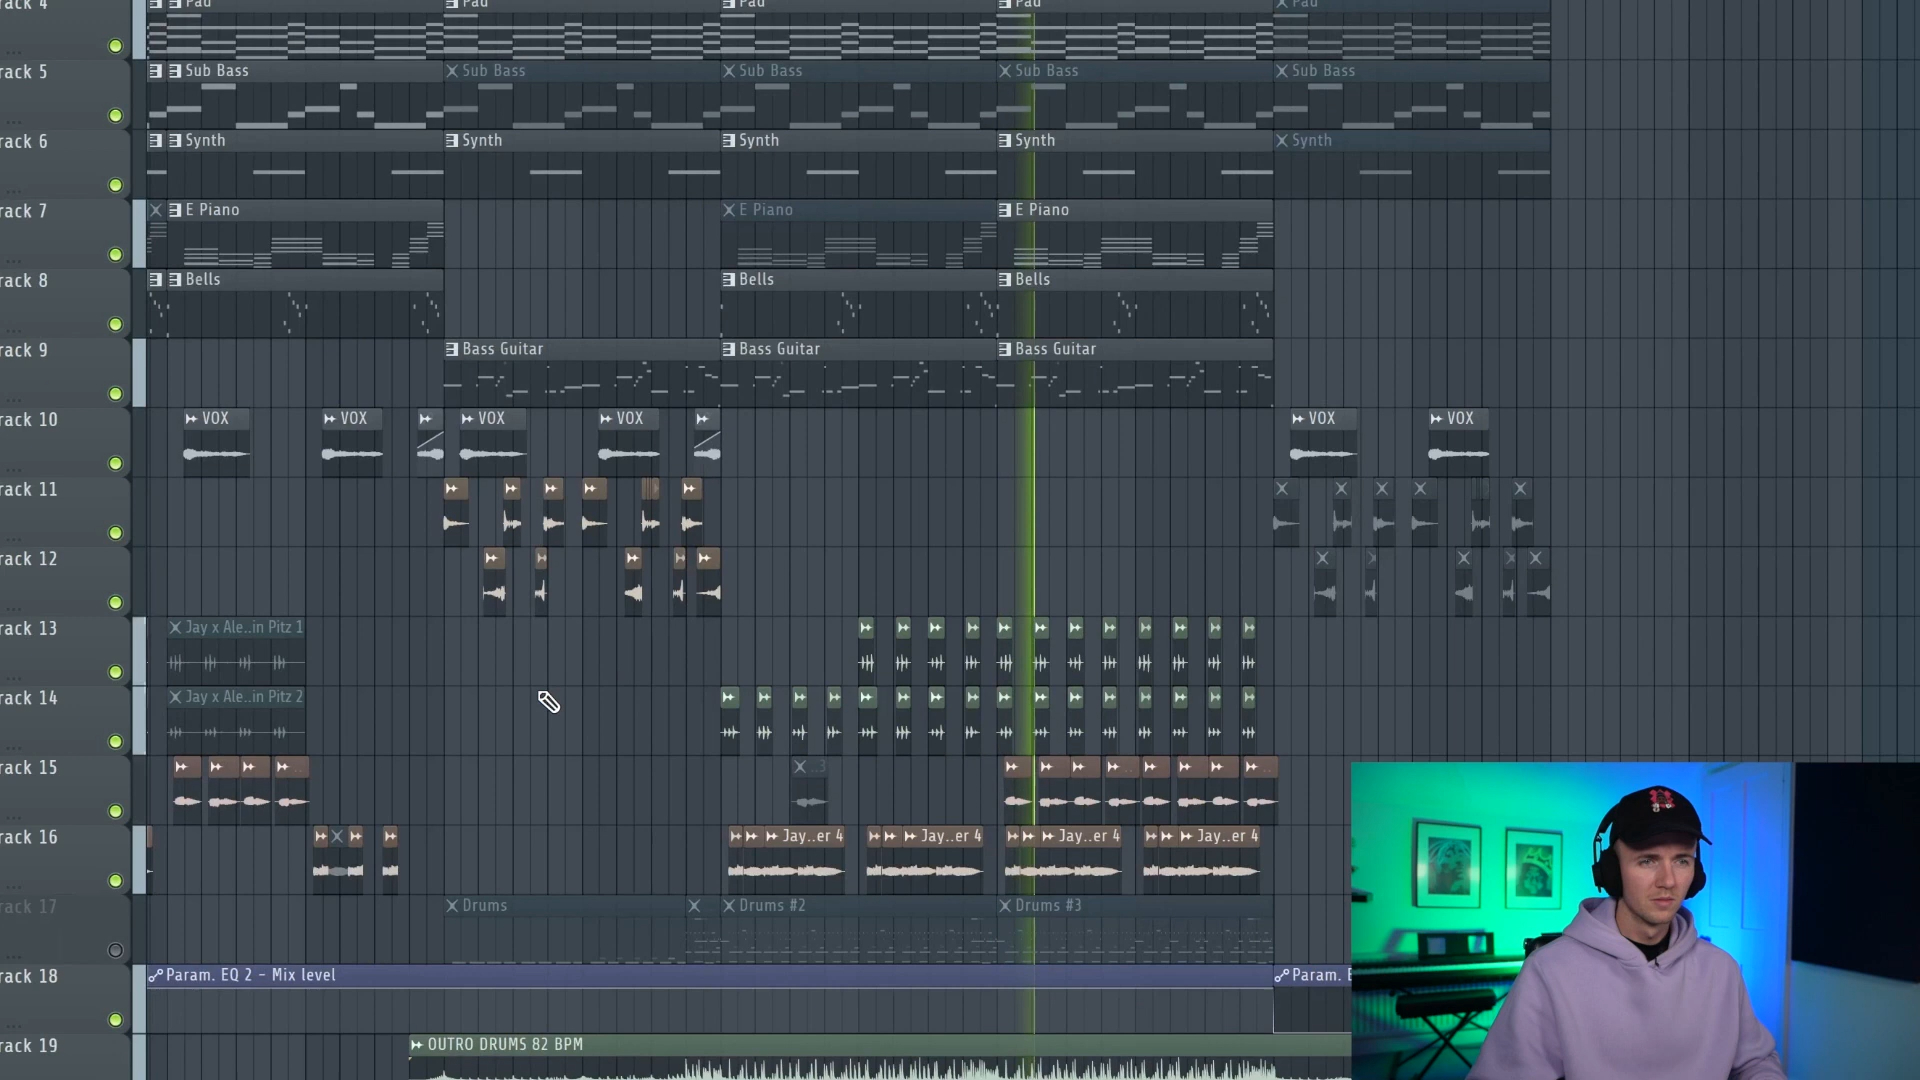 rack 4 Pad Pad Pad Pad Pad
rack 5 Sub Bass Sub Bass Sub Bass Sub Bass Sub Bass
rack 6 Synth Synth Synth Synth Synth
rack 7 E Piano E Piano E Piano
rack 8 Bells Bells Bells
rack 9 Bass Guitar Bass Guitar Bass Guitar
rack 10 VOX VOX VOX VOX VOX VOX
rack 11
rack 12
rack 13 Jay x Ale..in Pitz 1
rack 14 Jay x Ale..in Pitz 2
rack 15 ..3
rack 16 Jay..er 4 Jay..er 4 Jay..er 4 Jay..er 4
rack 17 Drums Drums #2 Drums #3
rack 18 Param. EQ 2 - Mix level Param. E
rack 19 OUTRO DRUMS 82 BPM